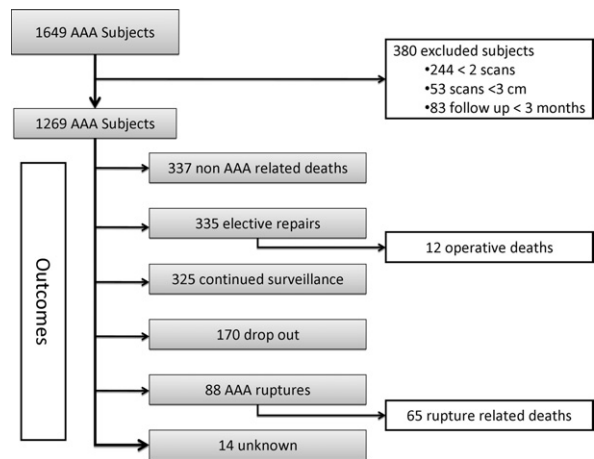 1649 AAA Subjects
380 excluded subjects
•244 < 2 scans
•53 scans <3 cm
•83 follow up < 3 months
1269 AAA Subjects
Outcomes
337 non AAA related deaths
335 elective repairs
12 operative deaths
325 continued surveillance
170 drop out
88 AAA ruptures
65 rupture related deaths
14 unknown